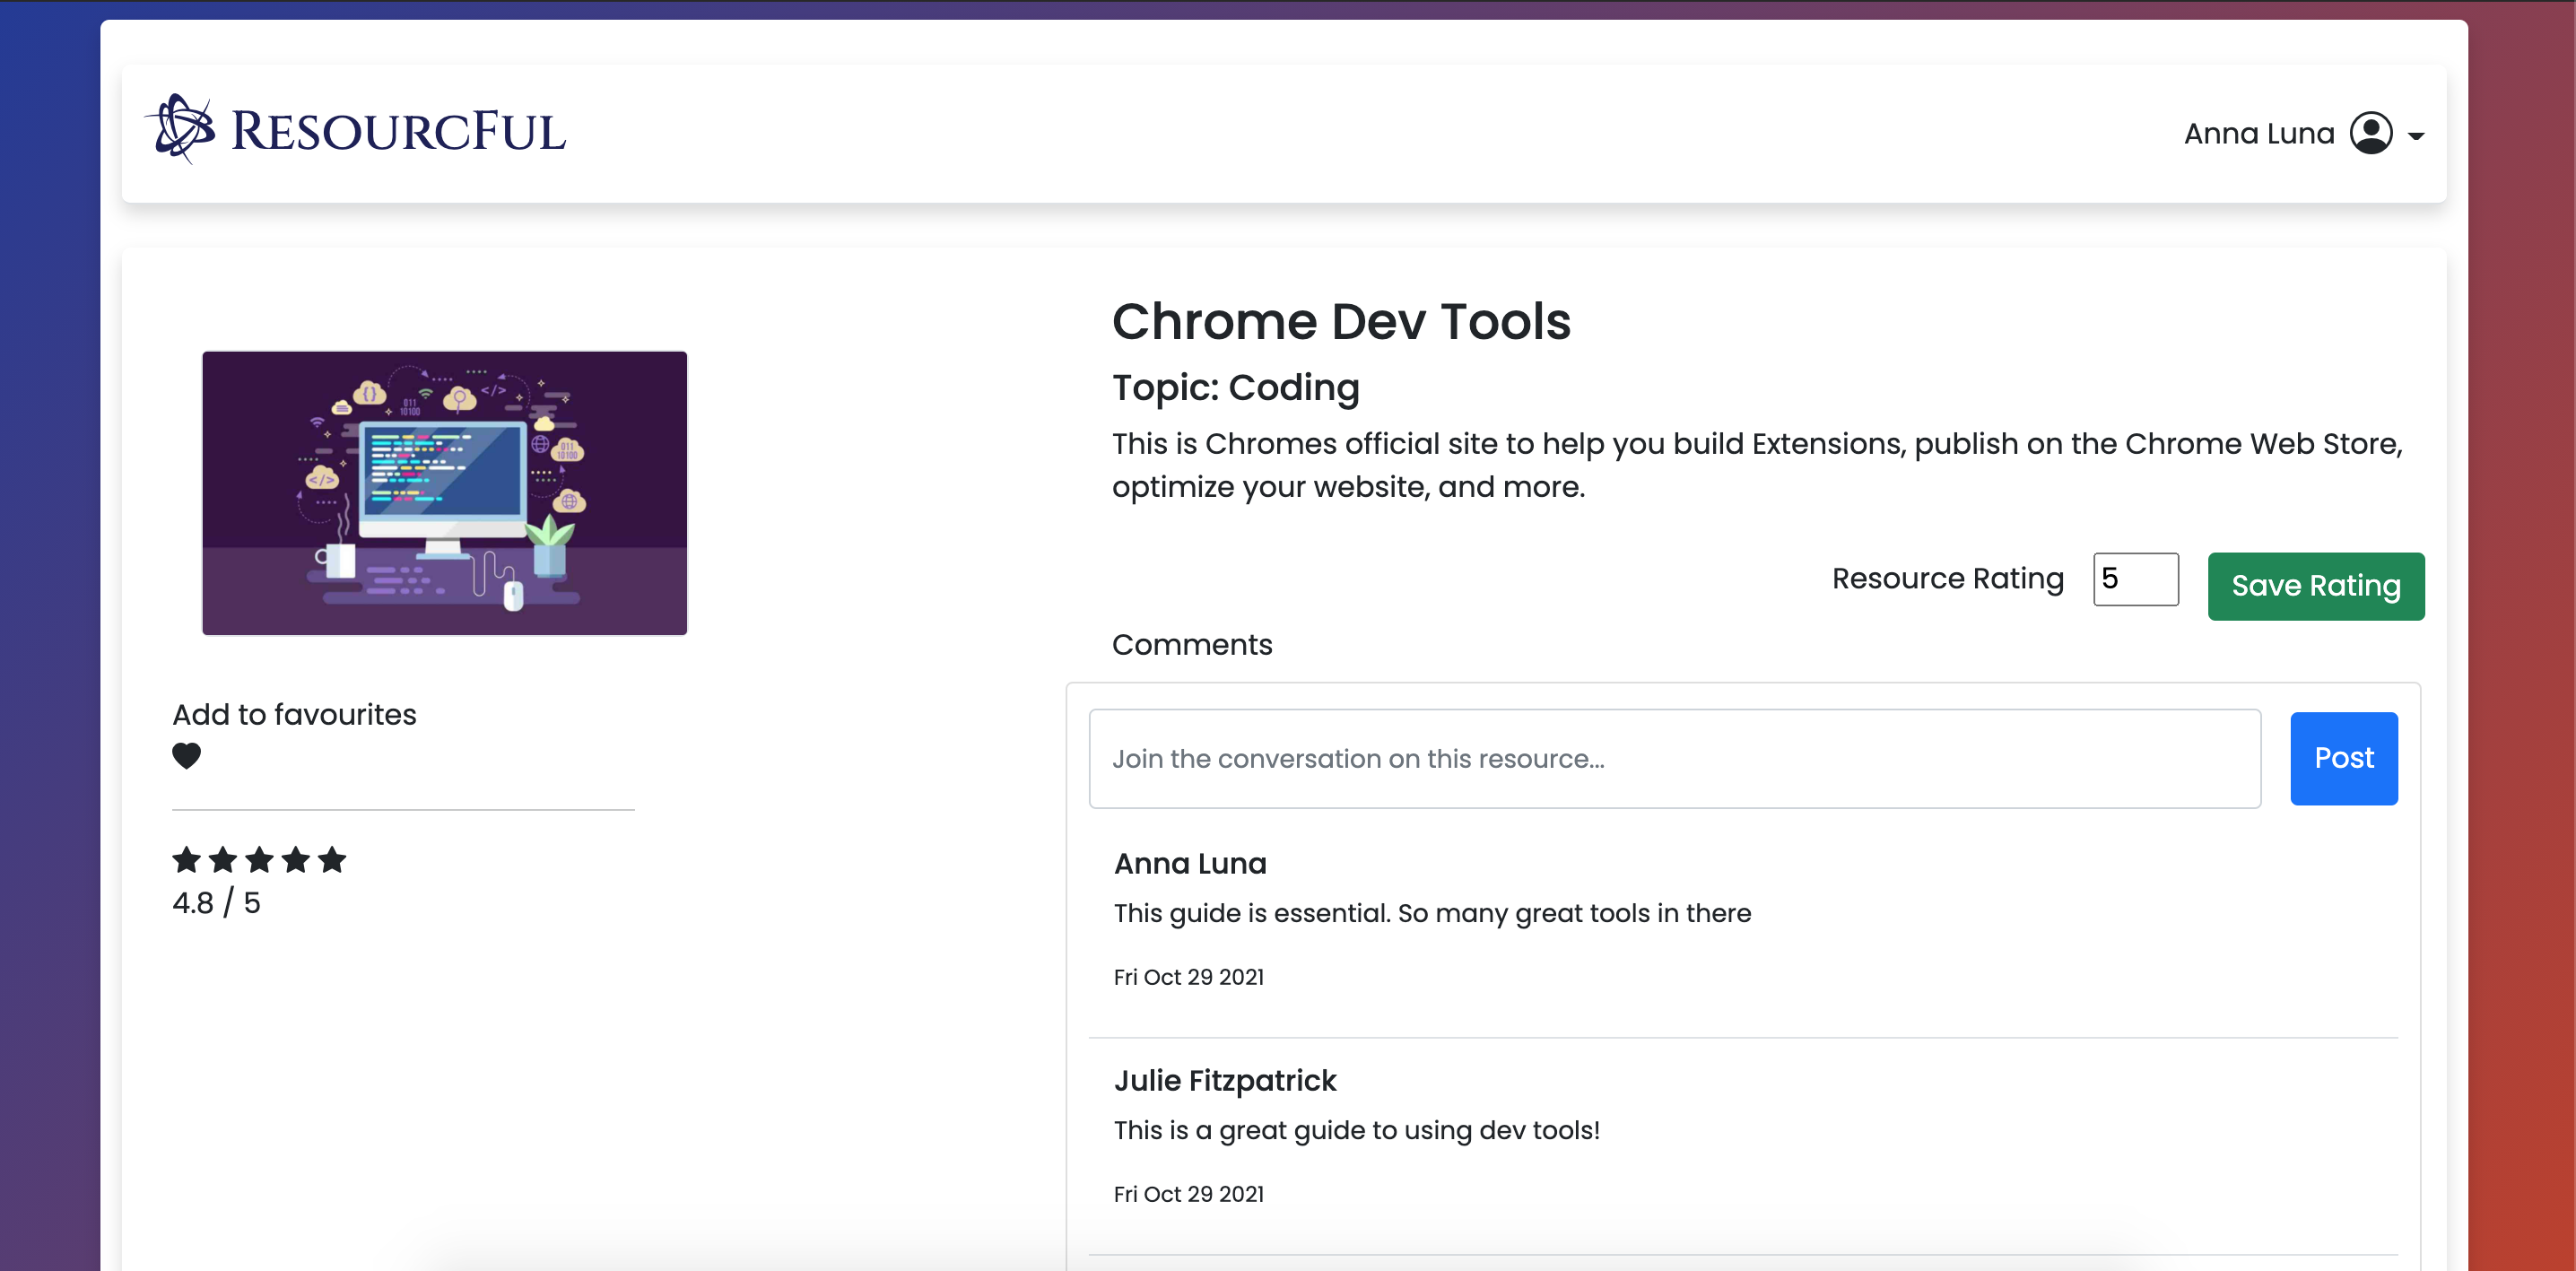 ResourcFul
Anna Luna
Chrome Dev Tools
Topic: Coding
This is Chromes official site to help you build Extensions, publish on the Chrome Web Store,
optimize your website, and more.
{}
</>
011
10100
011
10100
</>
Resource Rating 5 Save Rating
Comments
Add to favourites
Join the conversation on this resource...
Post
4.8 / 5
Anna Luna
This guide is essential. So many great tools in there
Fri Oct 29 2021
Julie Fitzpatrick
This is a great guide to using dev tools!
Fri Oct 29 2021